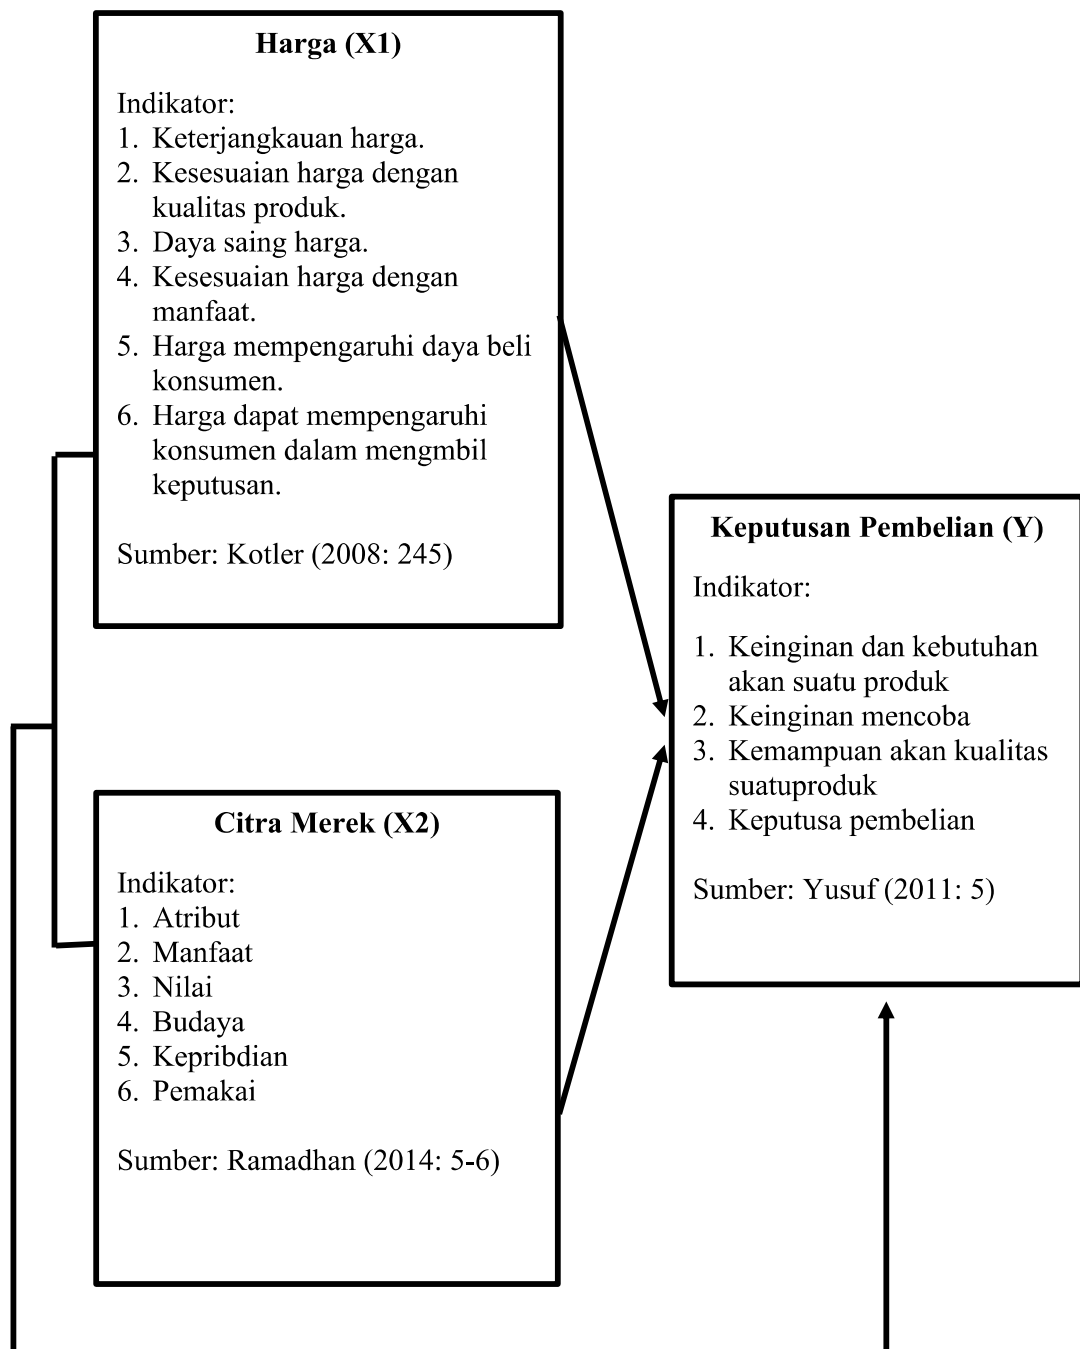 Harga (X1)
Indikator:
1. Keterjangkauan harga.
2. Kesesuaian harga dengan
kualitas produk.
3. Daya saing harga.
4. Kesesuaian harga dengan
manfaat.
5. Harga mempengaruhi daya beli
konsumen.
6. Harga dapat mempengaruhi
konsumen dalam mengmbil
keputusan.
Sumber: Kotler (2008: 245)
Citra Merek (X2)
Indikator:
1. Atribut
2. Manfaat
3. Nilai
4. Budaya
5. Kepribdian
6. Pemakai
Sumber: Ramadhan (2014: 5-6)
Keputusan Pembelian (Y)
Indikator:
1. Keinginan dan kebutuhan
akan suatu produk
2. Keinginan mencoba
3. Kemampuan akan kualitas
suatuproduk
4. Keputusa pembelian
Sumber: Yusuf (2011: 5)